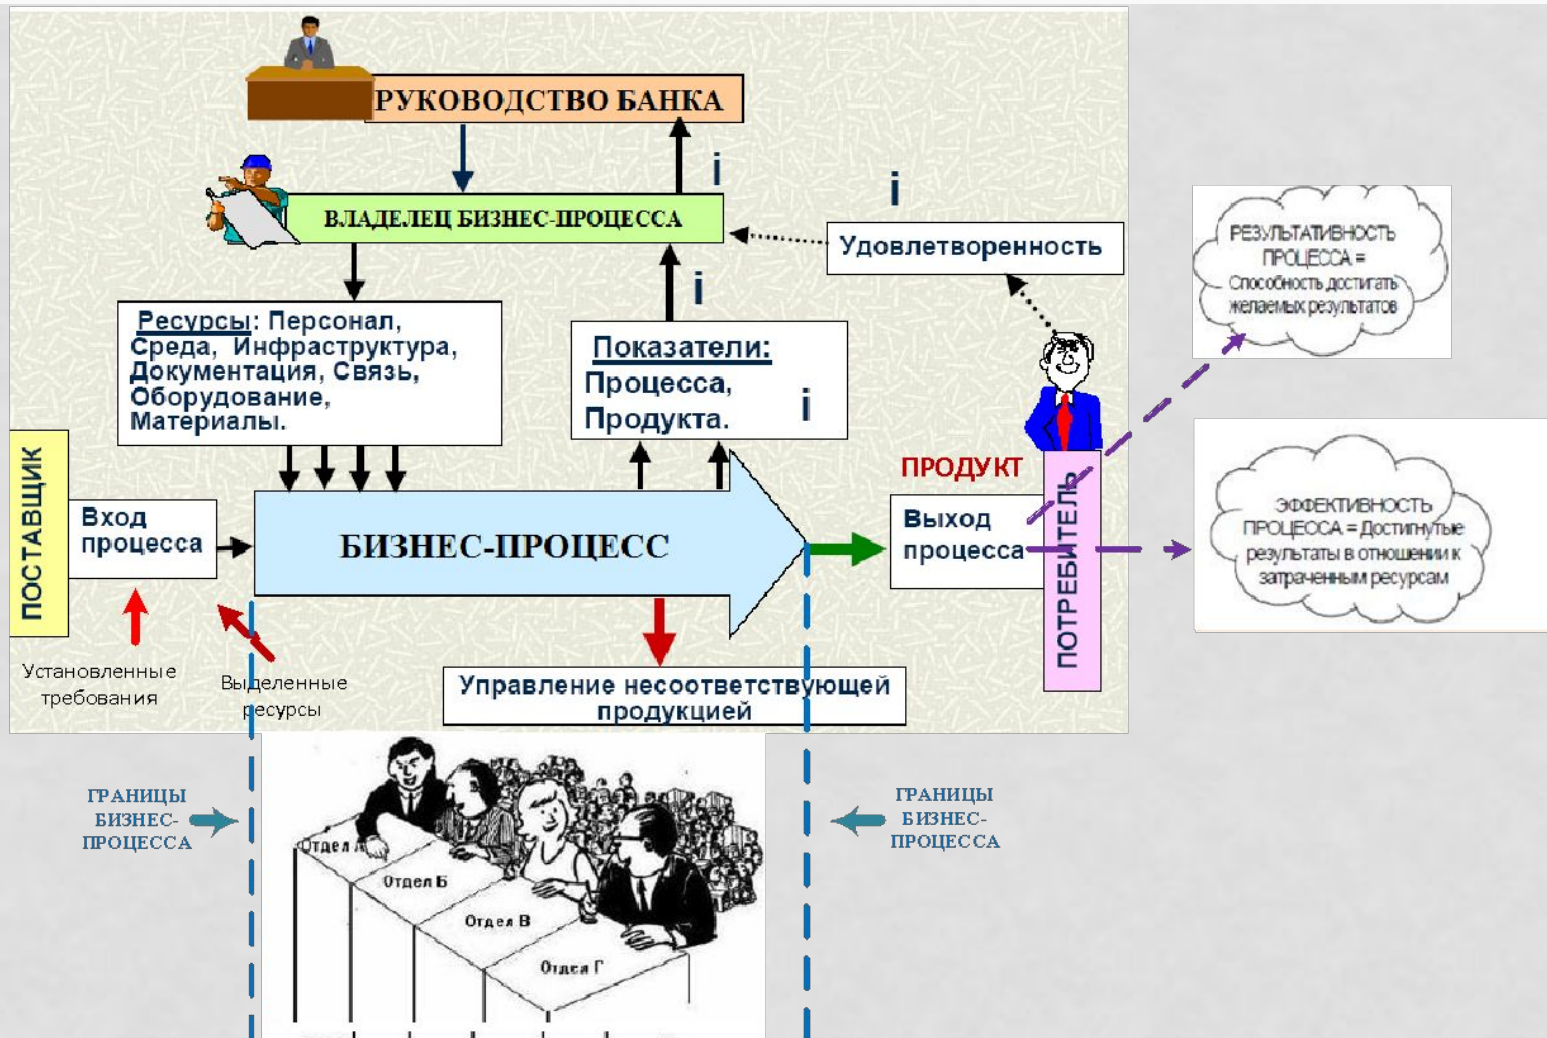 РУКОВОДСТВО БАНКА
i
ВЛАДЕЛЕЦ БИЗНЕС-ПРОЦЕССА
i
Удовлетворенность
i
Ресурсы: Персонал,
Среда, Инфраструктура,
Документация, Связь,
Оборудование,
Материалы.
Показатели:
Процесса,
Продукта.
i
РЕЗУЛЬТАТИВНОСТЬ
ПРОЦЕССА =
Способность достигать
желаемых результатов
ПОСТАВЩИК
Вход
процесса
БИЗНЕС-ПРОЦЕСС
ПРОДУКТ
Выход
процесса
ПОТРЕБИТЕЛЬ
ЭФФЕКТИВНОСТЬ
ПРОЦЕССА = Достигнутые
результаты в отношении к
затраченным ресурсам
Установленные
требования
Выделенные
ресурсы
Управление несоответствующей
продукцией
ГРАНИЦЫ
БИЗНЕС-
ПРОЦЕССА
ГРАНИЦЫ
БИЗНЕС-
ПРОЦЕССА
Отдел А
Отдел Б
Отдел В
Отдел Г